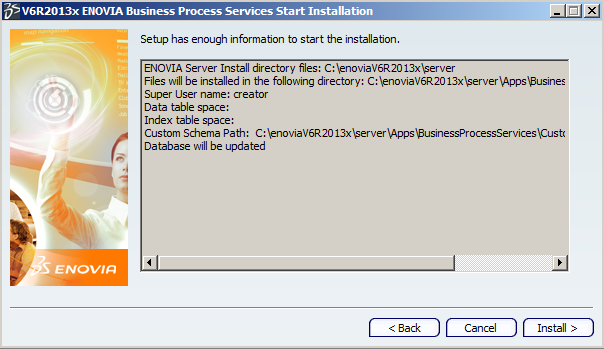 V6R2013x ENOVIA Business Process Services Start Installation
Setup has enough information to start the installation.
ENOVIA Server Install directory files: C:\enoviaV6R2013x\server
Files will be installed in the following directory: C:\enoviaV6R2013x\server\Apps\Busines
Super User name: creator
Data table space:
Index table space:
Custom Schema Path:  C:\enoviaV6R2013x\server\Apps\BusinessProcessServices\Custo
Database will be updated
ENOVIA
< Back
Cancel
Install >